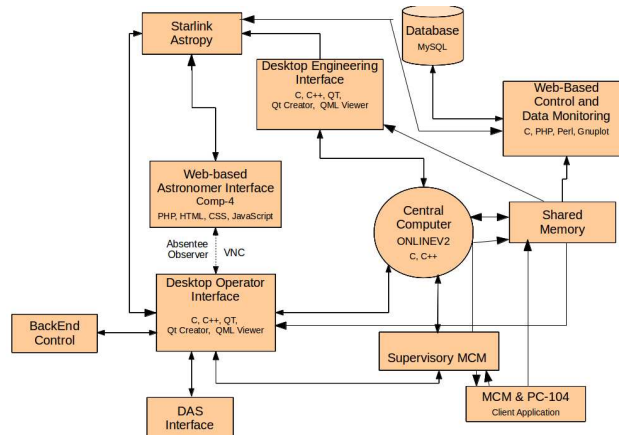 Starlink
Astropy
Database
MySQL
Desktop Engineering
Interface
C, C++, QT,
Qt Creator, QML Viewer
Web-Based
Control and
Data Monitoring
C, PHP, Perl, Gnuplot
Web-based
Astronomer Interface
Comp-4
PHP, HTML, CSS, JavaScript
Central
Computer
ONLINEV2
C, C++
Shared
Memory
Absentee
Observer
VNC
Desktop Operator
Interface
C, C++, QT,
Qt Creator, QML Viewer
BackEnd
Control
Supervisory MCM
MCM & PC-104
Client Application
DAS
Interface